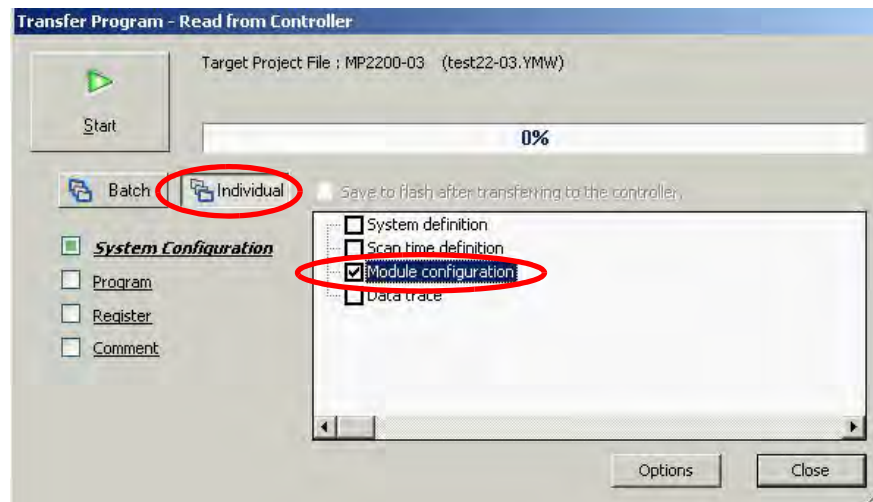 Transfer Program - Read from Controller
Target Project File : MP2200-03 (test22-03.YMW)
Start
0%
Batch
Individual
Save to flash after transferring to the controller.
System Configuration
Program
Register
Comment
System definition
Scan time definition
Module configuration
Data trace
Options
Close